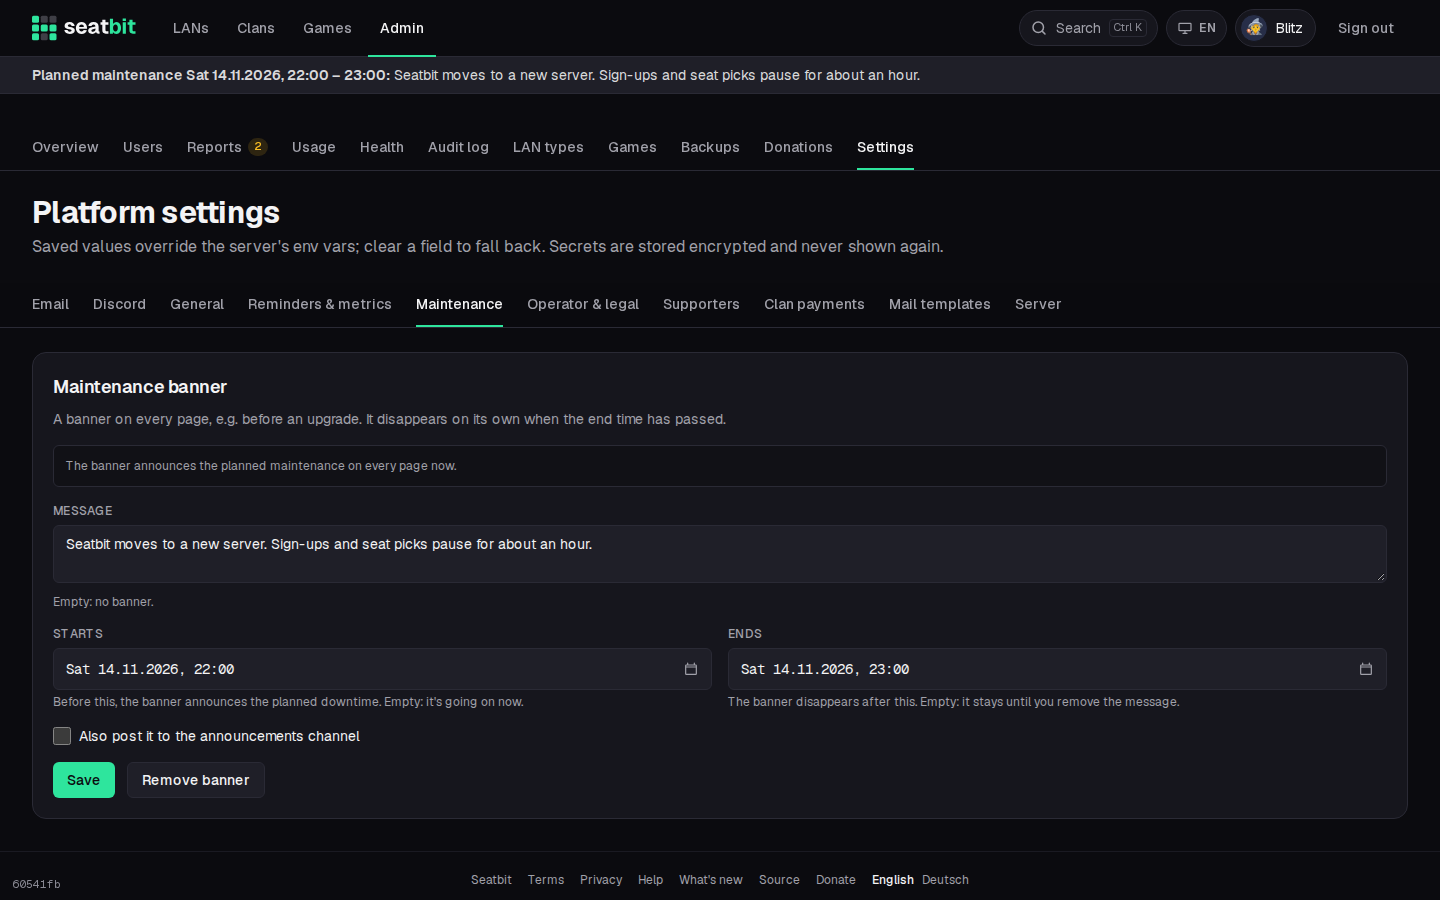 seatbit LANs Clans Games Admin Search Ctrl K EN Blitz Sign out
Planned maintenance Sat 14.11.2026, 22:00 – 23:00: Seatbit moves to a new server. Sign-ups and seat picks pause for about an hour.
Overview Users Reports 2 Usage Health Audit log LAN types Games Backups Donations Settings
Platform settings
Saved values override the server's env vars; clear a field to fall back. Secrets are stored encrypted and never shown again.
Email Discord General Reminders & metrics Maintenance Operator & legal Supporters Clan payments Mail templates Server
Maintenance banner
A banner on every page, e.g. before an upgrade. It disappears on its own when the end time has passed.
The banner announces the planned maintenance on every page now.
MESSAGE
Seatbit moves to a new server. Sign-ups and seat picks pause for about an hour.
Empty: no banner.
STARTS ENDS
Sat 14.11.2026, 22:00 Sat 14.11.2026, 23:00
Before this, the banner announces the planned downtime. Empty: it's going on now. The banner disappears after this. Empty: it stays until you remove the message.
Also post it to the announcements channel
Save Remove banner
60541fb Seatbit Terms Privacy Help What's new Source Donate English Deutsch